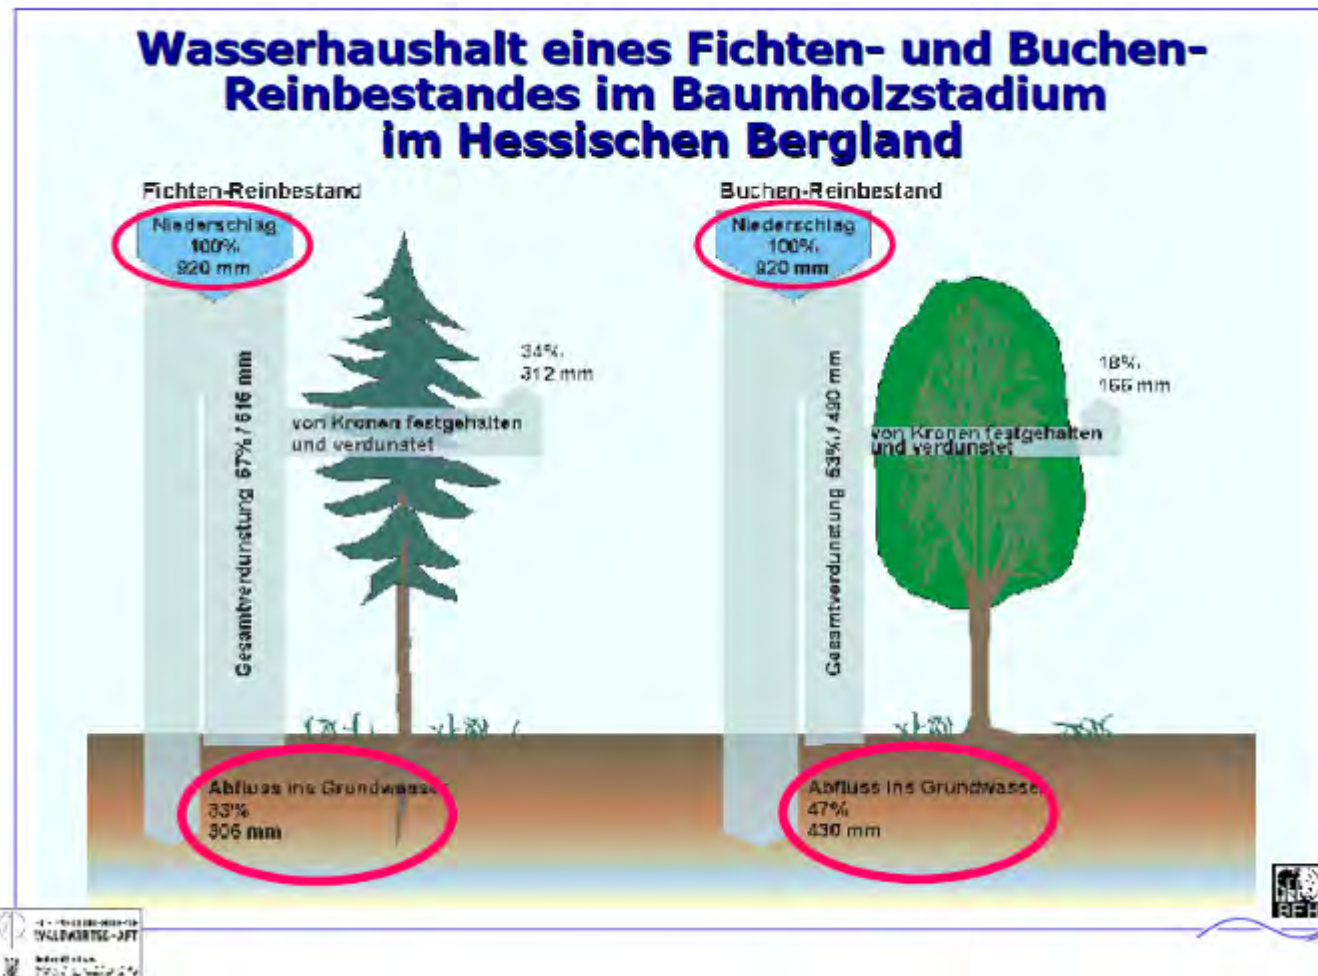 Wasserhaushalt eines Fichten- und Buchen-
Reinbestandes im Baumholzstadium
im Hessischen Bergland
Fichten-Reinbestand
Niederschlag
100%
920 mm
Gesamtverdunstung 67% / 616 mm
34%
312 mm
von Kronen festgehalten
und verdunstet
Abfluss ins Grundwasser
33%
306 mm
Buchen-Reinbestand
Niederschlag
100%
920 mm
Gesamtverdunstung 53% / 490 mm
18%
166 mm
von Kronen festgehalten
und verdunstet
Abfluss ins Grundwasser
47%
430 mm
BFH
WALDWIRTSCHAFT